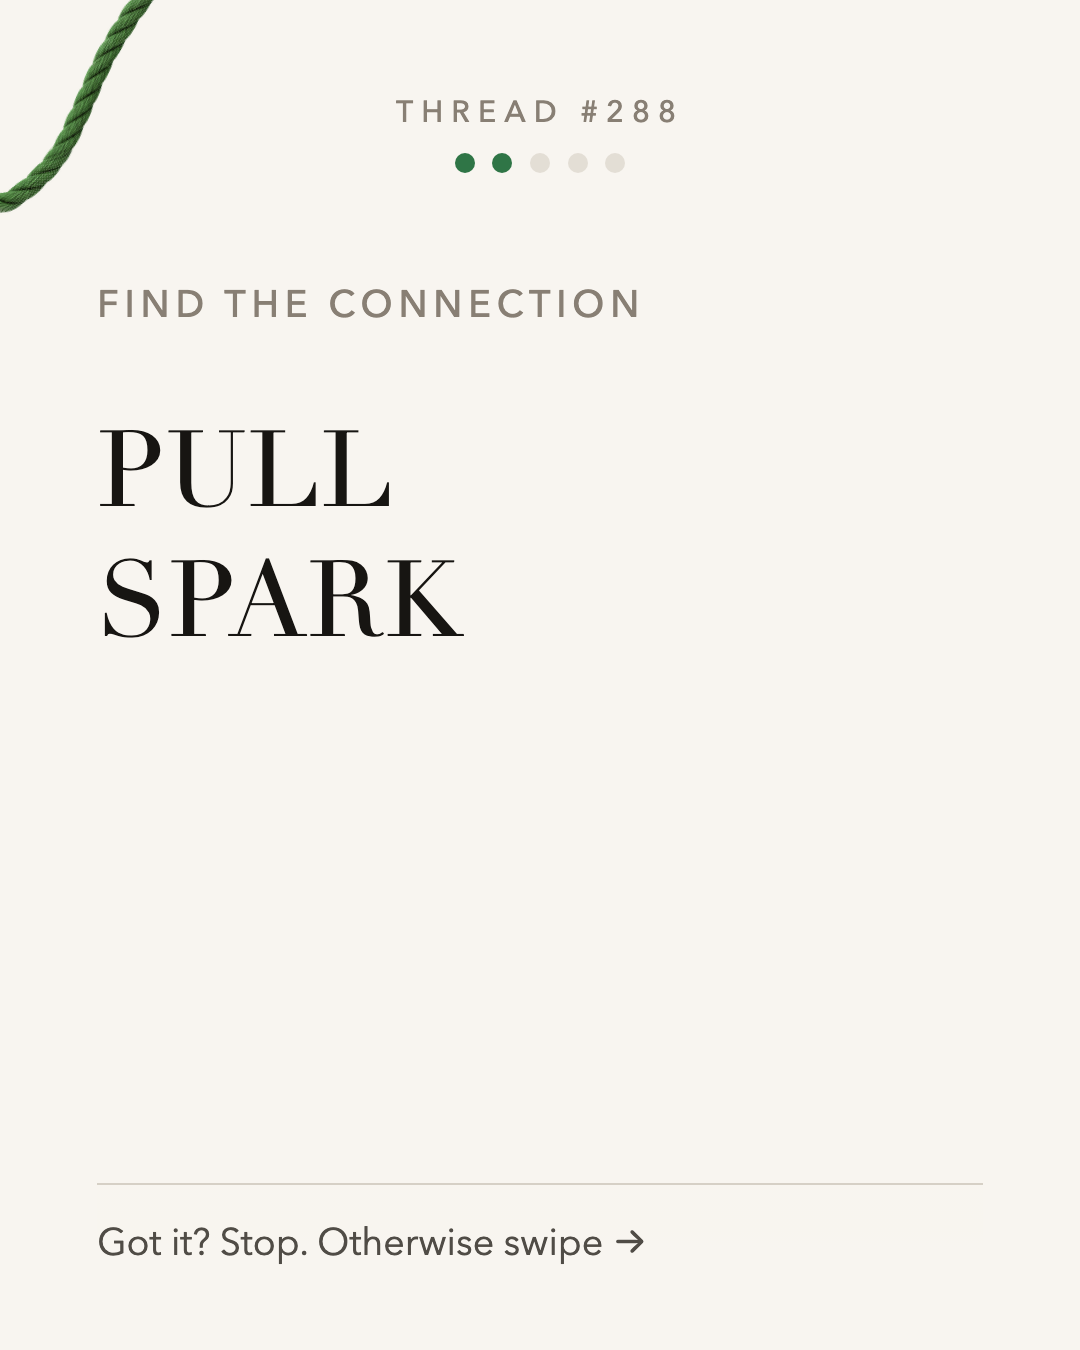 THREAD #288
FIND THE CONNECTION
PULL
SPARK
Got it? Stop. Otherwise swipe →